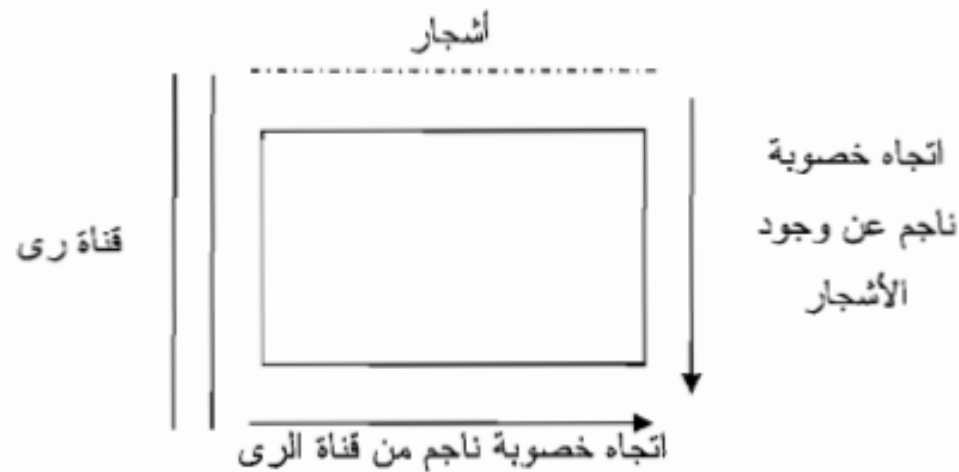 أشجار
اتجاه خصوبة
ناجم عن وجود
الأشجار
قناة رى
اتجاه خصوبة ناجم من قناة الرى